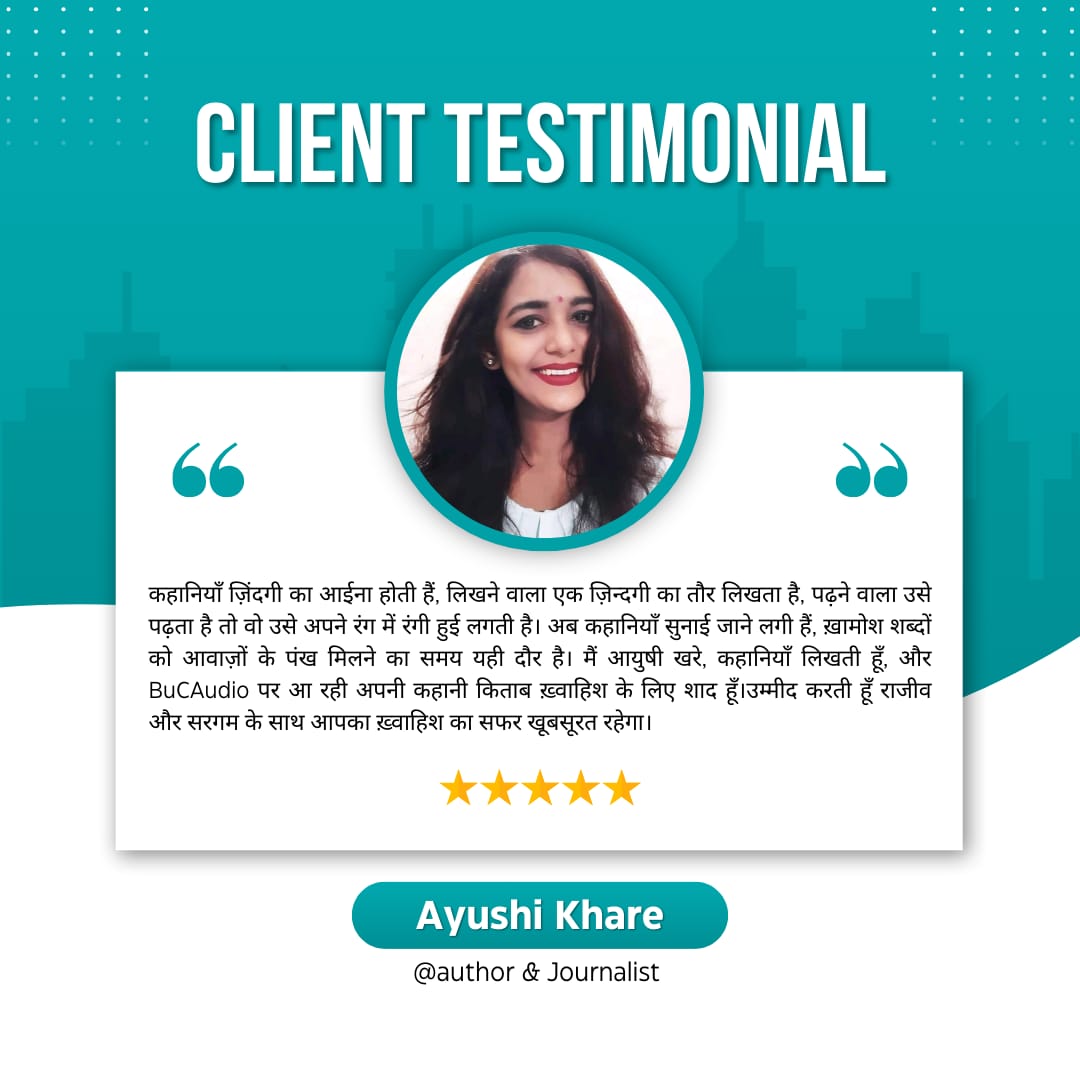 CLIENT TESTIMONIAL
कहानियाँ ज़िंदगी का आईना होती हैं, लिखने वाला एक ज़िन्दगी का तौर लिखता है, पढ़ने वाला उसे
पढ़ता है तो वो उसे अपने रंग में रंगी हुई लगती है। अब कहानियाँ सुनाई जाने लगी हैं, ख़ामोश शब्दों
को आवाज़ों के पंख मिलने का समय यही दौर है। मैं आयुषी खरे, कहानियाँ लिखती हूँ, और
BuCAudio पर आ रही अपनी कहानी किताब ख़्वाहिश के लिए शाद हूँ।उम्मीद करती हूँ राजीव
और सरगम के साथ आपका ख़्वाहिश का सफर खूबसूरत रहेगा।
Ayushi Khare
@author & Journalist